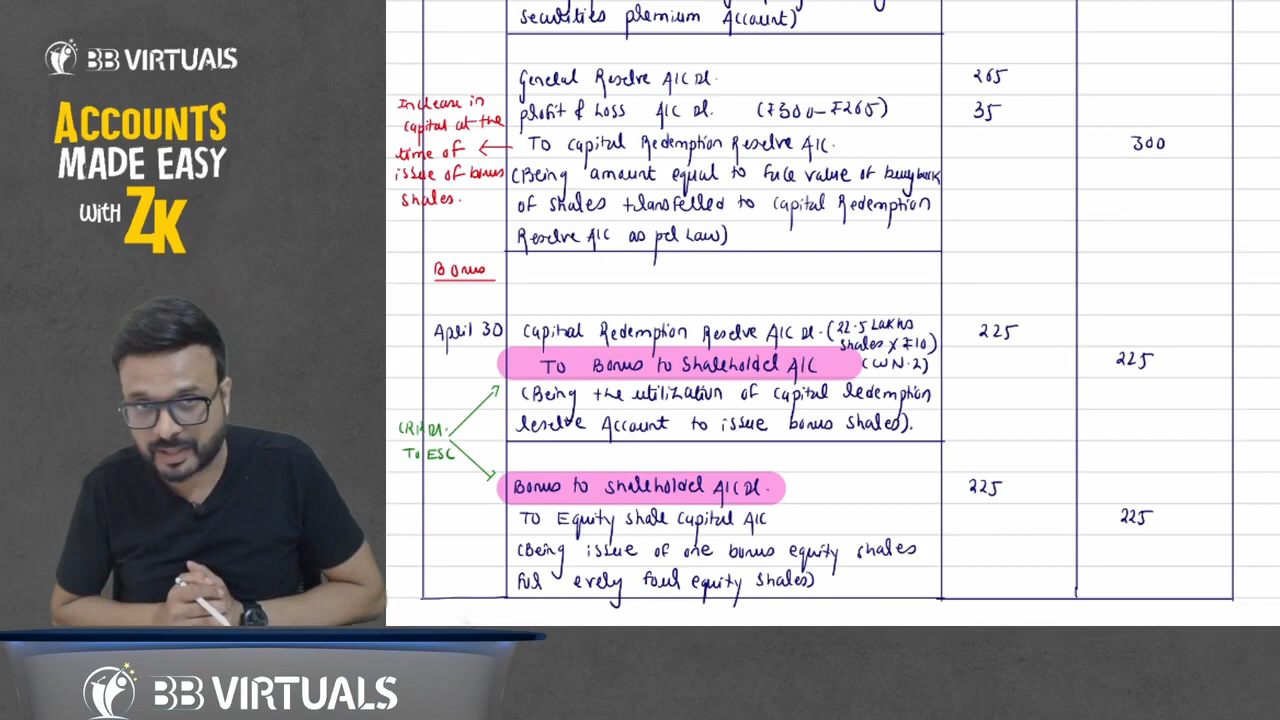 BB VIRTUALS
ACCOUNTS
MADE EASY
WITH ZK
securities premium Account)
General Reserve A/C Dr. 265
Profit & Loss A/C Dr. (₹300-₹265) 35
To Capital Redemption Reserve A/C. 300
(Being amount equal to face value of buyback
of shares transferred to Capital Redemption
Reserve A/C as per Law)
Increase in
capital at the
time of
issue of bonus
shares.
Bonus
April 30 Capital Redemption Reserve A/C Dr. (22.5 Lakhs
shares x ₹10) 225
To Bonus to Shareholder A/C (WN.2) 225
(Being the utilization of capital redemption
reserve Account to issue bonus shares).
CRR Dr.
To ESC
Bonus to Shareholder A/C Dr. 225
To Equity Share Capital A/C 225
(Being issue of one bonus equity shares
for every four equity shares)
BB VIRTUALS